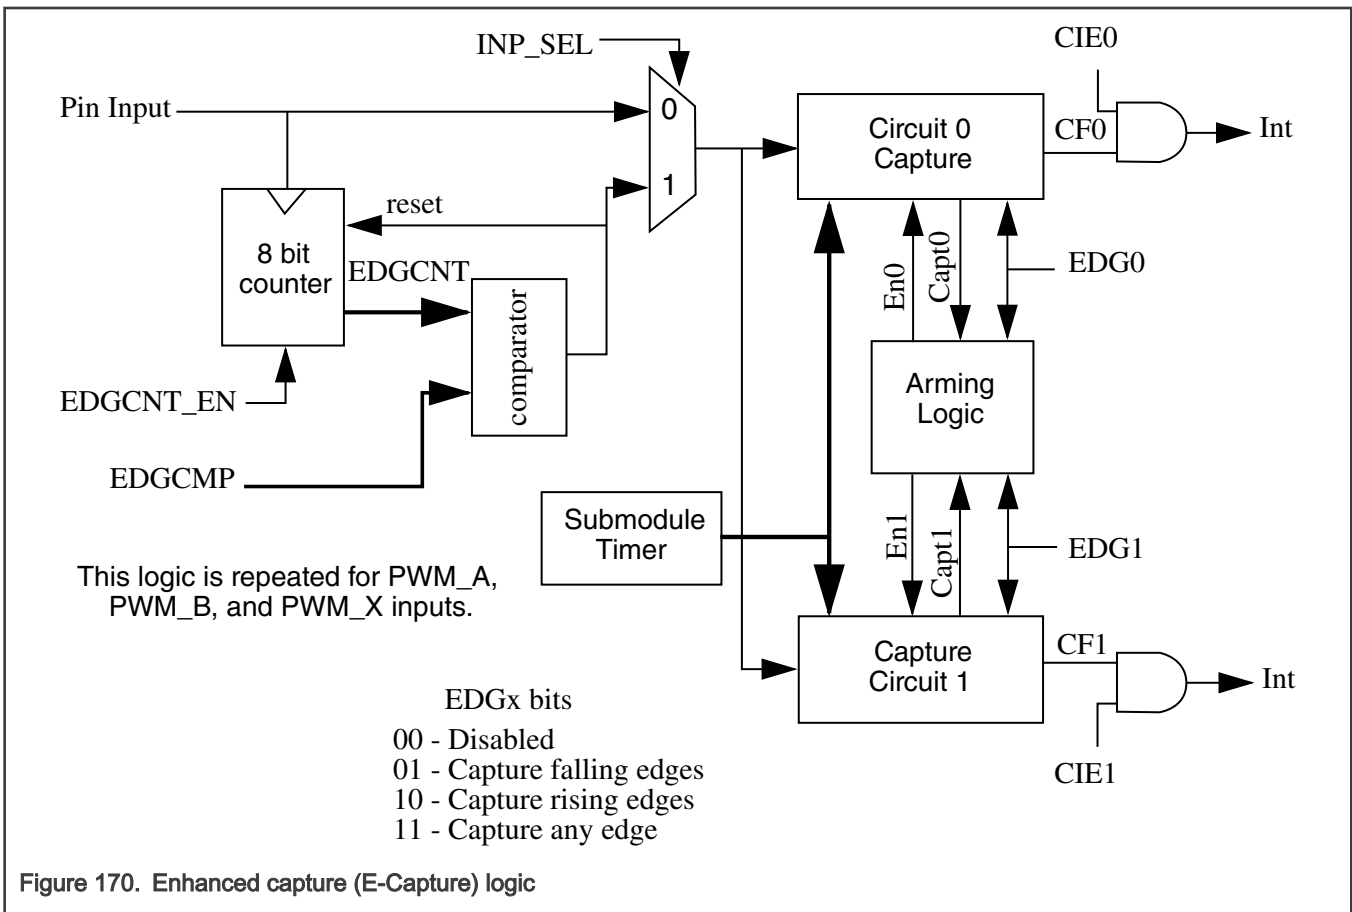 INP_SEL
CIE0
Pin Input
0
Circuit 0
Capture
CF0
Int
1
reset
8 bit
counter
EDGCNT
comparator
En0
Capt0
EDG0
EDGCNT_EN
Arming
Logic
EDGCMP
Submodule
Timer
En1
Capt1
EDG1
This logic is repeated for PWM_A,
PWM_B, and PWM_X inputs.
Capture
Circuit 1
CF1
Int
CIE1
EDGx bits
00 - Disabled
01 - Capture falling edges
10 - Capture rising edges
11 - Capture any edge
Figure 170. Enhanced capture (E-Capture) logic